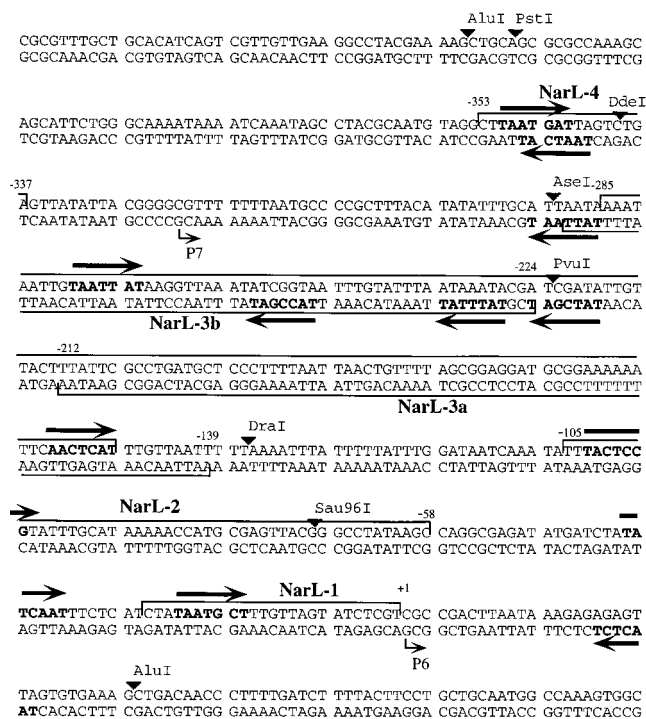 AluI PstI
CGCGTTTGCT GCACATCAGT CGTTGTTGAA GGCCTACGAA AAGCTGCAGC GCGCCAAAGC
GCGCAAACGA CGTGTAGTCA GCAACAACTT CCGGATGCTT TTCGACGTCG CGCGGTTTCG
-353 NarL-4 DdeI
AGCATTCTGG GCAAAATAAA ATCAAATAGC CTACGCAATG TAGGCTTAAT GATTAGTCTG
TCGTAAGACC CGTTTTATTT TAGTTTATCG GATGCGTTAC ATCCGAATTA CTAATCAGAC
-337 AseI -285
AGTTATATTA CGGGGCGTTT TTTTAATGCC CCGCTTTACA TATATTTGCA TTAATAAAAT
TCAATATAAT GCCCCGCAAA AAAATTACGG GGCGAAATGT ATATAAACGT AATTATTTTA
P7
-224 PvuI
AATTGTAATT ATAAGGTTAA ATATCGGTAA TTTGTATTTA ATAAATACGA TCGATATTGT
TTAACATTAA TATTCCAATT TATAGCCATT AAACATAAAT TATTTATGCT AGCTATAACA
NarL-3b
-212
TACTTTATTC GCCTGATGCT CCCTTTTAAT TAACTGTTTT AGCGGAGGAT GCGGAAAAAA
ATGAAATAAG CGGACTACGA GGGAAAATTA ATTGACAAAA TCGCCTCCTA CGCCTTTTTT
NarL-3a
-139 DraI -105
TTCAACTCAT TTGTTAATTT TTAAAATTTA TTTTTATTTG GATAATCAAA TATTTACTCC
AAGTTGAGTA AACAATTAAA AATTTTAAAT AAAAATAAAC CTATTAGTTT ATAAATGAGG
NarL-2 Sau96I -58
GTATTTGCAT AAAAACCATG CGAGTTACGG GCCTATAAGC CAGGCGAGAT ATGATCTATA
CATAAACGTA TTTTTGGTAC GCTCAATGCC CGGATATTCG GTCCGCTCTA TACTAGATAT
NarL-1 +1
TCAATTTCTC ATCTATAATG CTTTGTTAGT ATCTCGTCGC CGACTTAATA AAGAGAGAGT
AGTTAAAGAG TAGATATTAC GAAACAATCA TAGAGCAGCG GCTGAATTAT TTCTCTCTCA
P6
AluI
TAGTGTGAAA GCTGACAACC CTTTTGATCT TTTACTTCCT GCTGCAATGG CCAAAGTGGC
ATCACACTTT CGACTGTTGG GAAAACTAGA AAATGAAGGA CGACGTTACC GGTTTCACCG